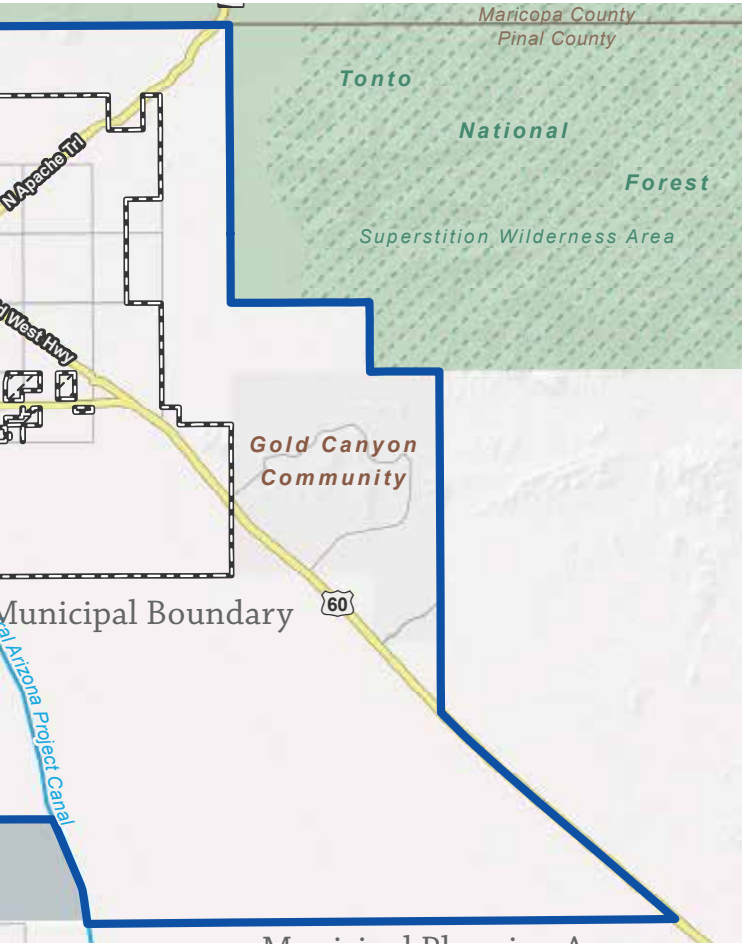 Maricopa County
Pinal County
Tonto
National
Forest
Superstition Wilderness Area
N Apache Trl
West Hwy
Gold Canyon
Community
60
Municipal Boundary
Arizona Project Canal